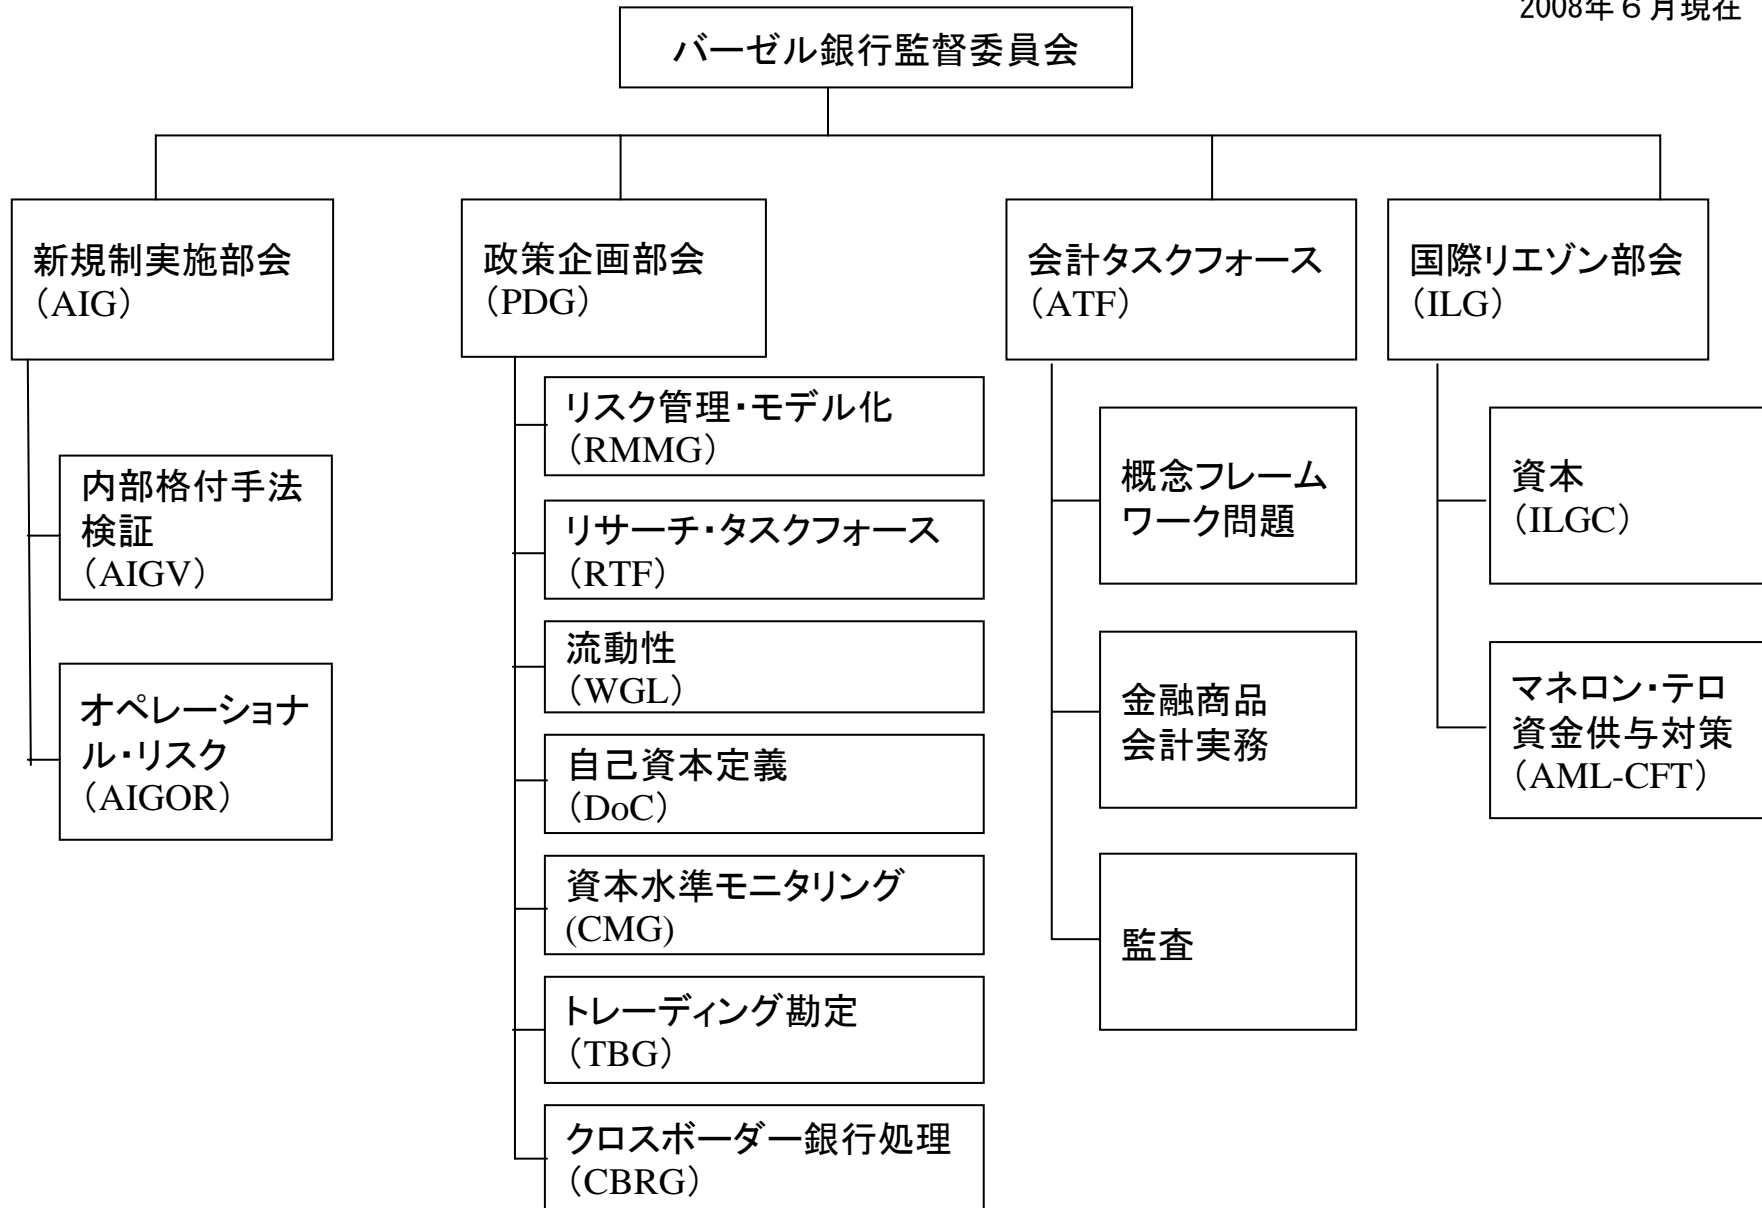 2008年６月現在
バーゼル銀行監督委員会
新規制実施部会
（AIG）
内部格付手法
検証
（AIGV）
オペレーショナ
ル・リスク
（AIGOR）
政策企画部会
（PDG）
リスク管理・モデル化
（RMMG）
リサーチ・タスクフォース
（RTF）
流動性
（WGL）
自己資本定義
（DoC）
資本水準モニタリング
(CMG)
トレーディング勘定
（TBG）
クロスボーダー銀行処理
（CBRG）
会計タスクフォース
（ATF）
概念フレーム
ワーク問題
金融商品
会計実務
監査
国際リエゾン部会
（ILG）
資本
（ILGC）
マネロン・テロ
資金供与対策
（AML-CFT）